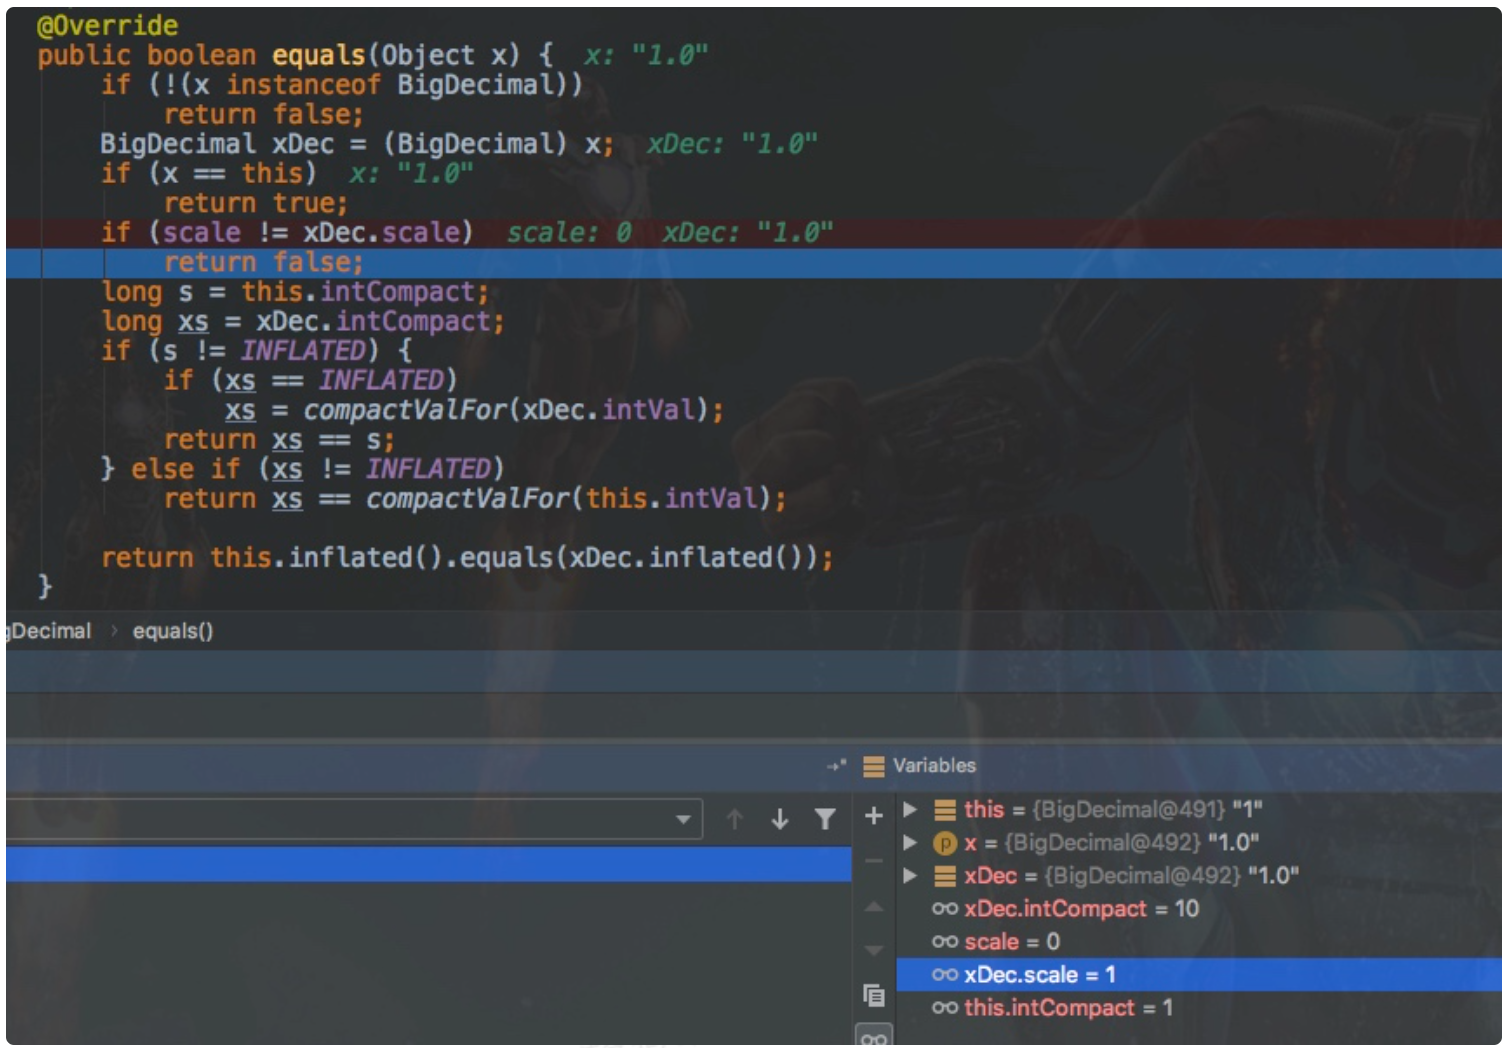 @Override
public boolean equals(Object x) {  x: "1.0"
    if (!(x instanceof BigDecimal))
        return false;
    BigDecimal xDec = (BigDecimal) x;  xDec: "1.0"
    if (x == this)  x: "1.0"
        return true;
    if (scale != xDec.scale)  scale: 0  xDec: "1.0"
        return false;
    long s = this.intCompact;
    long xs = xDec.intCompact;
    if (s != INFLATED) {
        if (xs == INFLATED)
            xs = compactValFor(xDec.intVal);
        return xs == s;
    } else if (xs != INFLATED)
        return xs == compactValFor(this.intVal);

    return this.inflated().equals(xDec.inflated());
}
gDecimal › equals()
Variables
this = {BigDecimal@491} "1"
p x = {BigDecimal@492} "1.0"
xDec = {BigDecimal@492} "1.0"
xDec.intCompact = 10
scale = 0
xDec.scale = 1
this.intCompact = 1